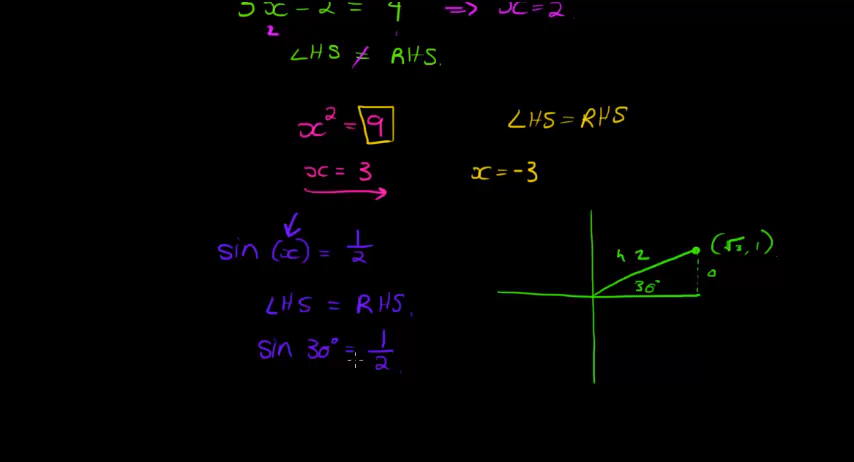 x - 2 = 4 => x = 2
2
LHS ≠ RHS.
x² = 9
LHS = RHS
x = 3
x = -3
sin (x) = 1/2
LHS = RHS.
sin 30° = 1/2.
(√3, 1)
h 2
o
30°